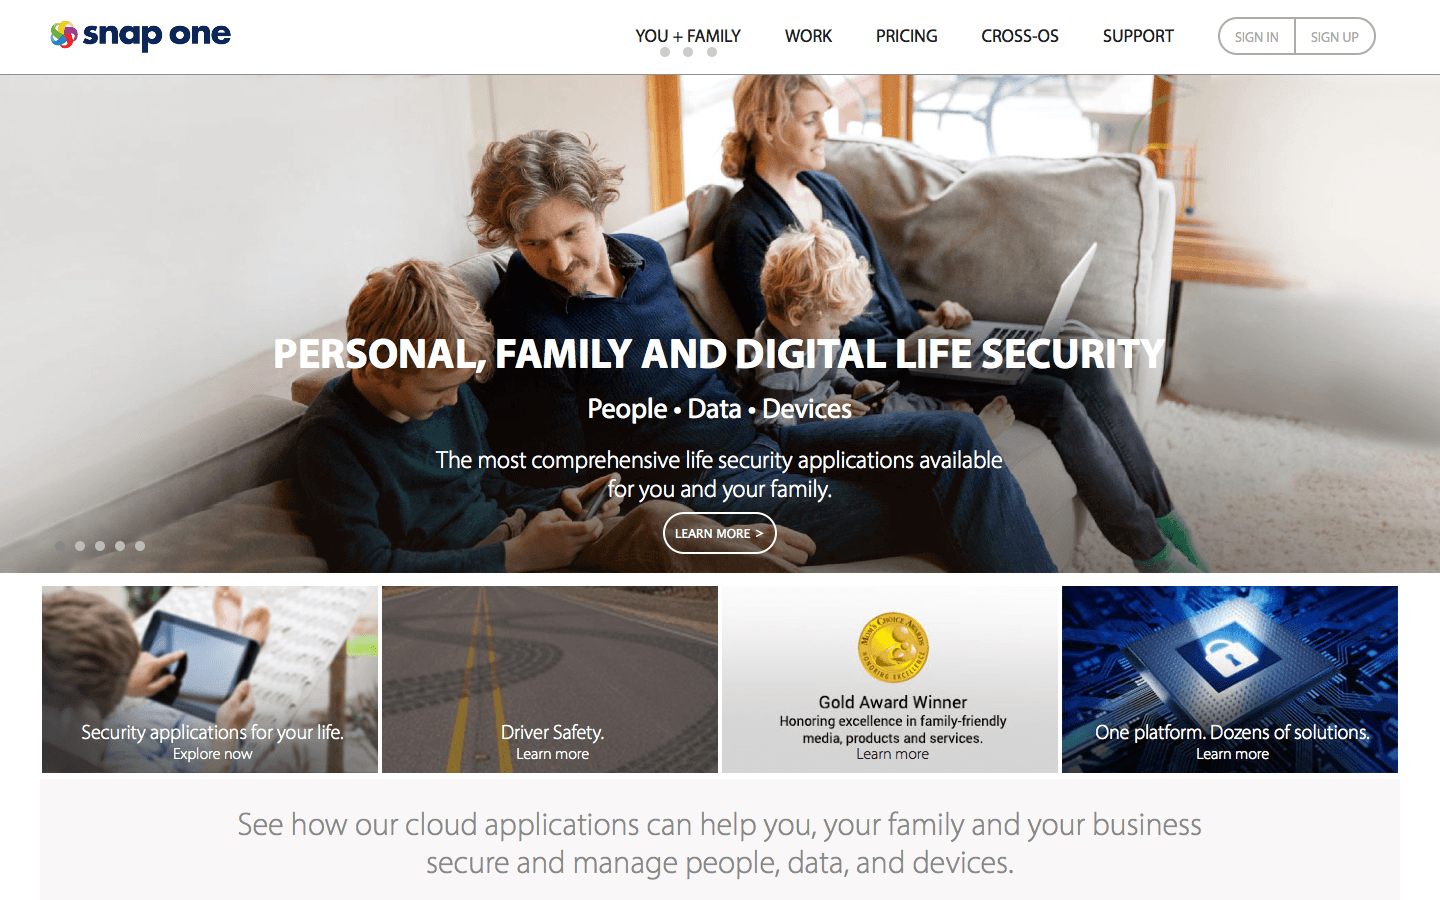 snap one
YOU + FAMILY
WORK
PRICING
CROSS-OS
SUPPORT
SIGN IN
SIGN UP
PERSONAL, FAMILY AND DIGITAL LIFE SECURITY
People • Data • Devices
The most comprehensive life security applications available
for you and your family.
LEARN MORE >
Security applications for your life.
Explore now
Driver Safety.
Learn more
MOM'S CHOICE AWARDS
HONORING EXCELLENCE
Gold Award Winner
Honoring excellence in family-friendly
media, products and services.
Learn more
One platform. Dozens of solutions.
Learn more
See how our cloud applications can help you, your family and your business
secure and manage people, data, and devices.